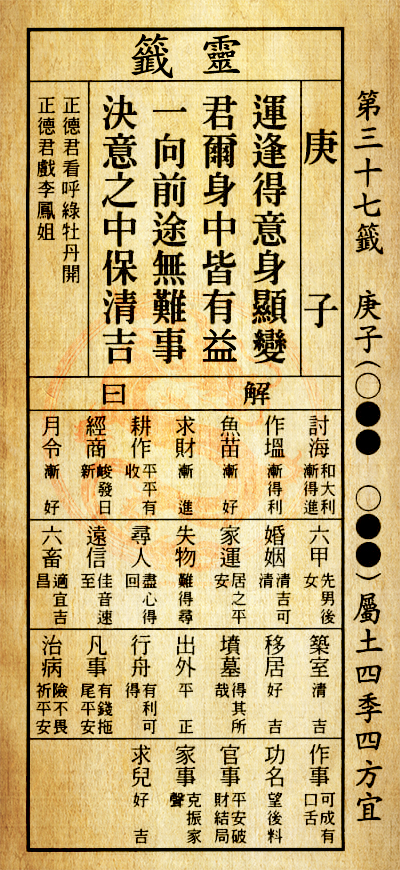 第三十七籤 庚子(○●● ○●●)屬土四季四方宜
靈籤
庚子
運逢得意身顯變
君爾身中皆有益
一向前途無難事
決意之中保清吉
正德君看呼綠牡丹開
正德君戲李鳳姐
解曰
討海 漸得進 和大利
作塭 漸得利
魚苗 漸好
求財 漸進
耕作 收 平平有
經商 新 峻發日
月令 漸好
六甲 女 先男後
婚姻 清 清吉可
家運 安 居之平
失物 難得尋
尋人 回 盡心得
遠信 至 佳音速
六畜 昌 適宜吉
築室 清吉
移居 好吉
墳墓 哉 得其所
出外 平正
行舟 得 有利可
凡事 尾平安 有錢拖
治病 祈平安 險不畏
作事 口舌 可成有
功名 望後科
官事 財結局 平安破
家事 聲 克振家
求兒 好吉